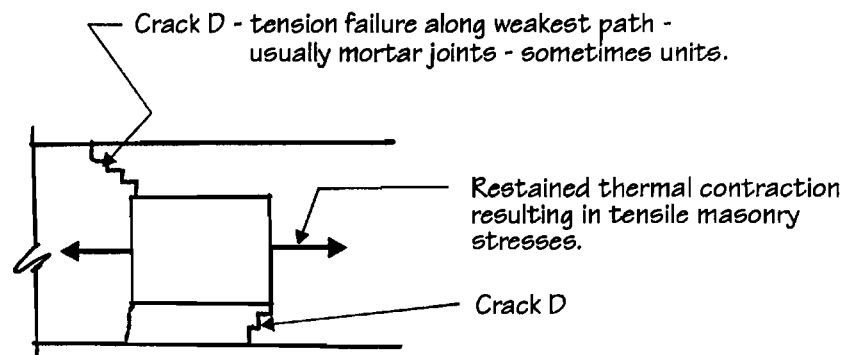 Crack D - tension failure along weakest path -
usually mortar joints - sometimes units.
Restained thermal contraction
resulting in tensile masonry
stresses.
Crack D